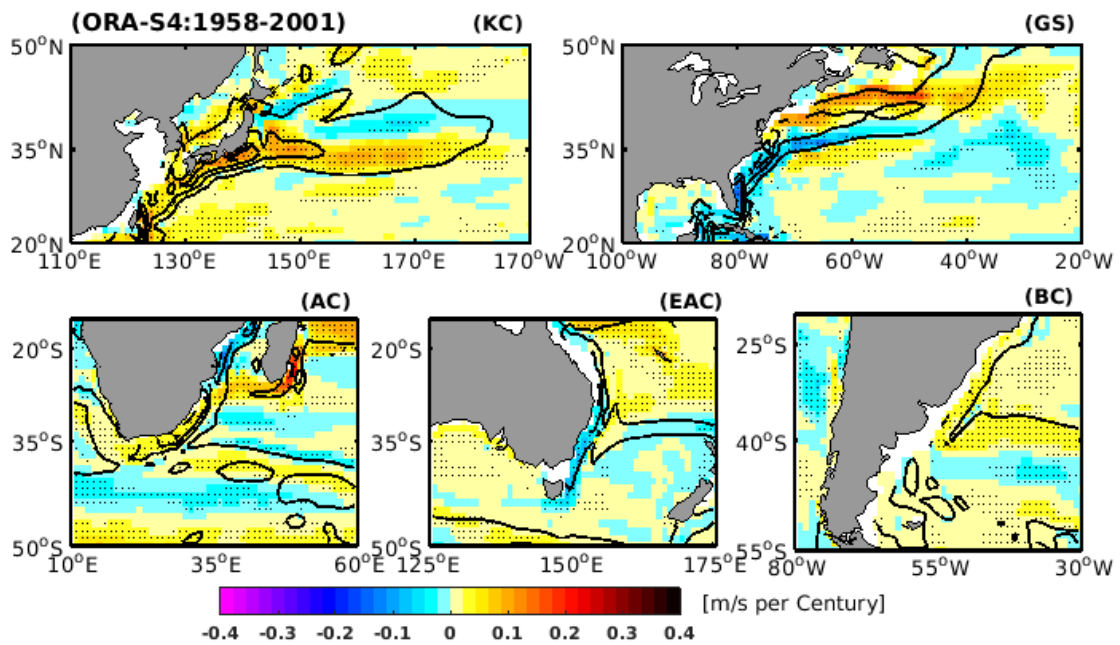 (ORA-S4:1958-2001) (KC) (GS)
50°N 50°N
35°N 35°N
20°N 20°N
110°E 130°E 150°E 170°E 170°W 100°W 80°W 60°W 40°W 20°W
(AC) (EAC) (BC)
20°S 20°S 25°S
35°S 35°S 40°S
50°S 50°S 55°S
10°E 35°E 60°E 125°E 150°E 175°E 80°W 55°W 30°W
[m/s per Century]
-0.4 -0.3 -0.2 -0.1 0 0.1 0.2 0.3 0.4